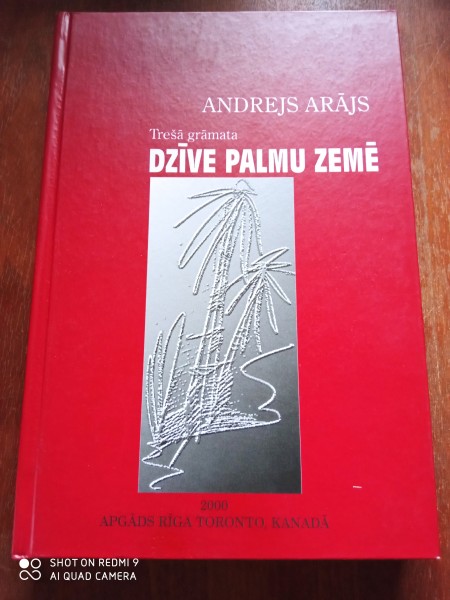 ANDREJS ARĀJS
Trešā grāmata
DZĪVE PALMU ZEMĒ
2000
APGĀDS RĪGA TORONTO, KANADĀ
SHOT ON REDMI 9
AI QUAD CAMERA